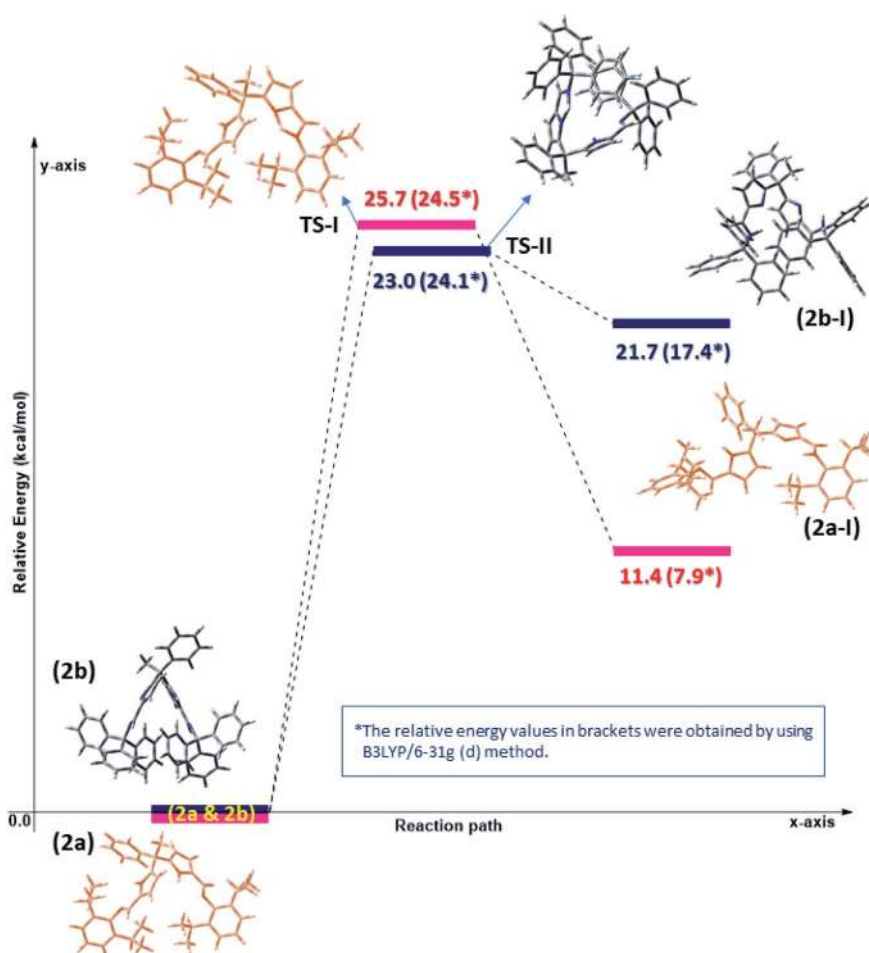 y-axis
25.7 (24.5*)
TS-I
TS-II
23.0 (24.1*)
(2b-I)
21.7 (17.4*)
Relative Energy (kcal/mol)
(2a-I)
11.4 (7.9*)
(2b)
*The relative energy values in brackets were obtained by using
B3LYP/6-31g (d) method.
(2a & 2b)
0.0
Reaction path
x-axis
(2a)